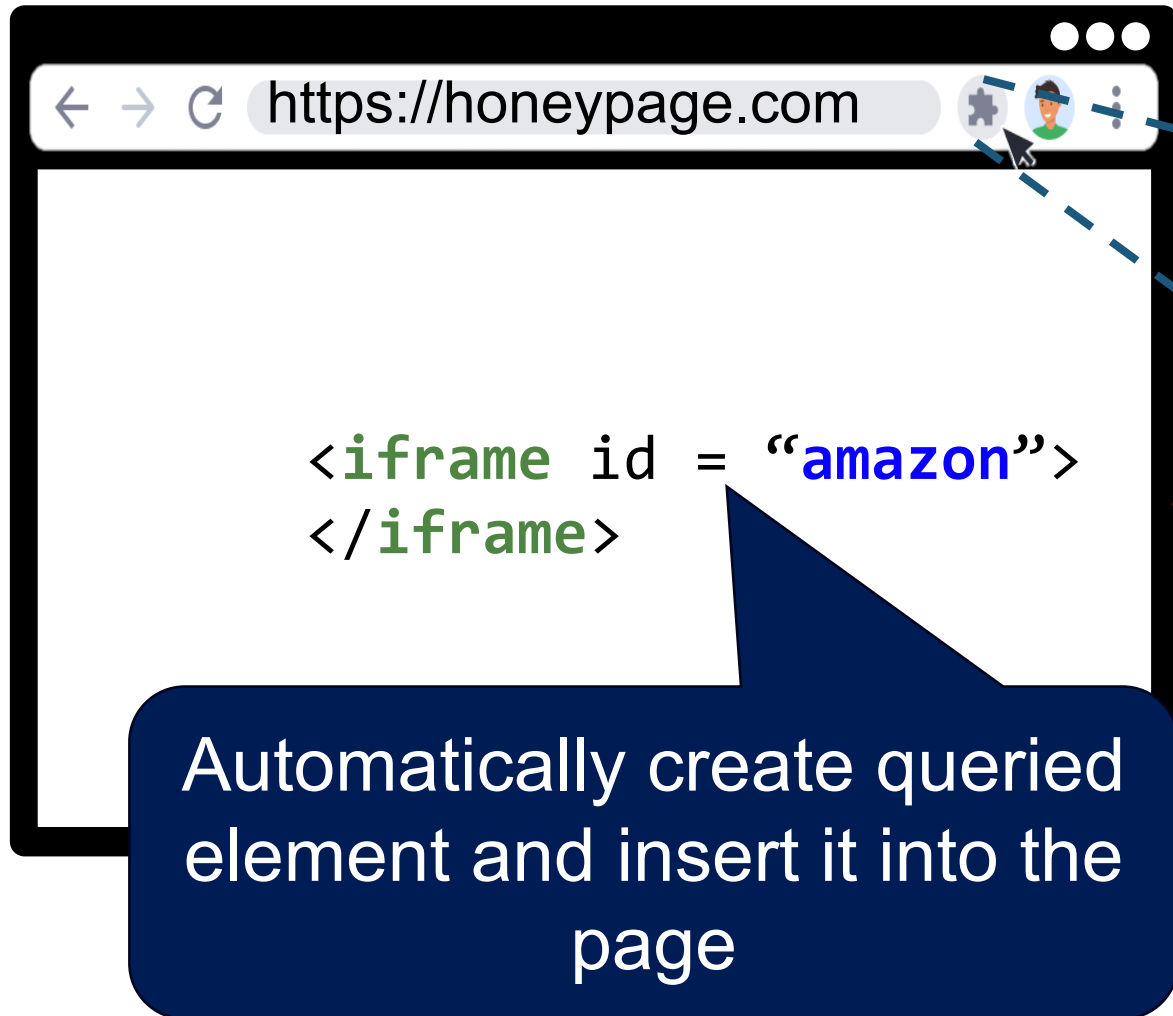 https://honeypage.com
<iframe id = “amazon”>
</iframe>
Automatically create queried
element and insert it into the
page